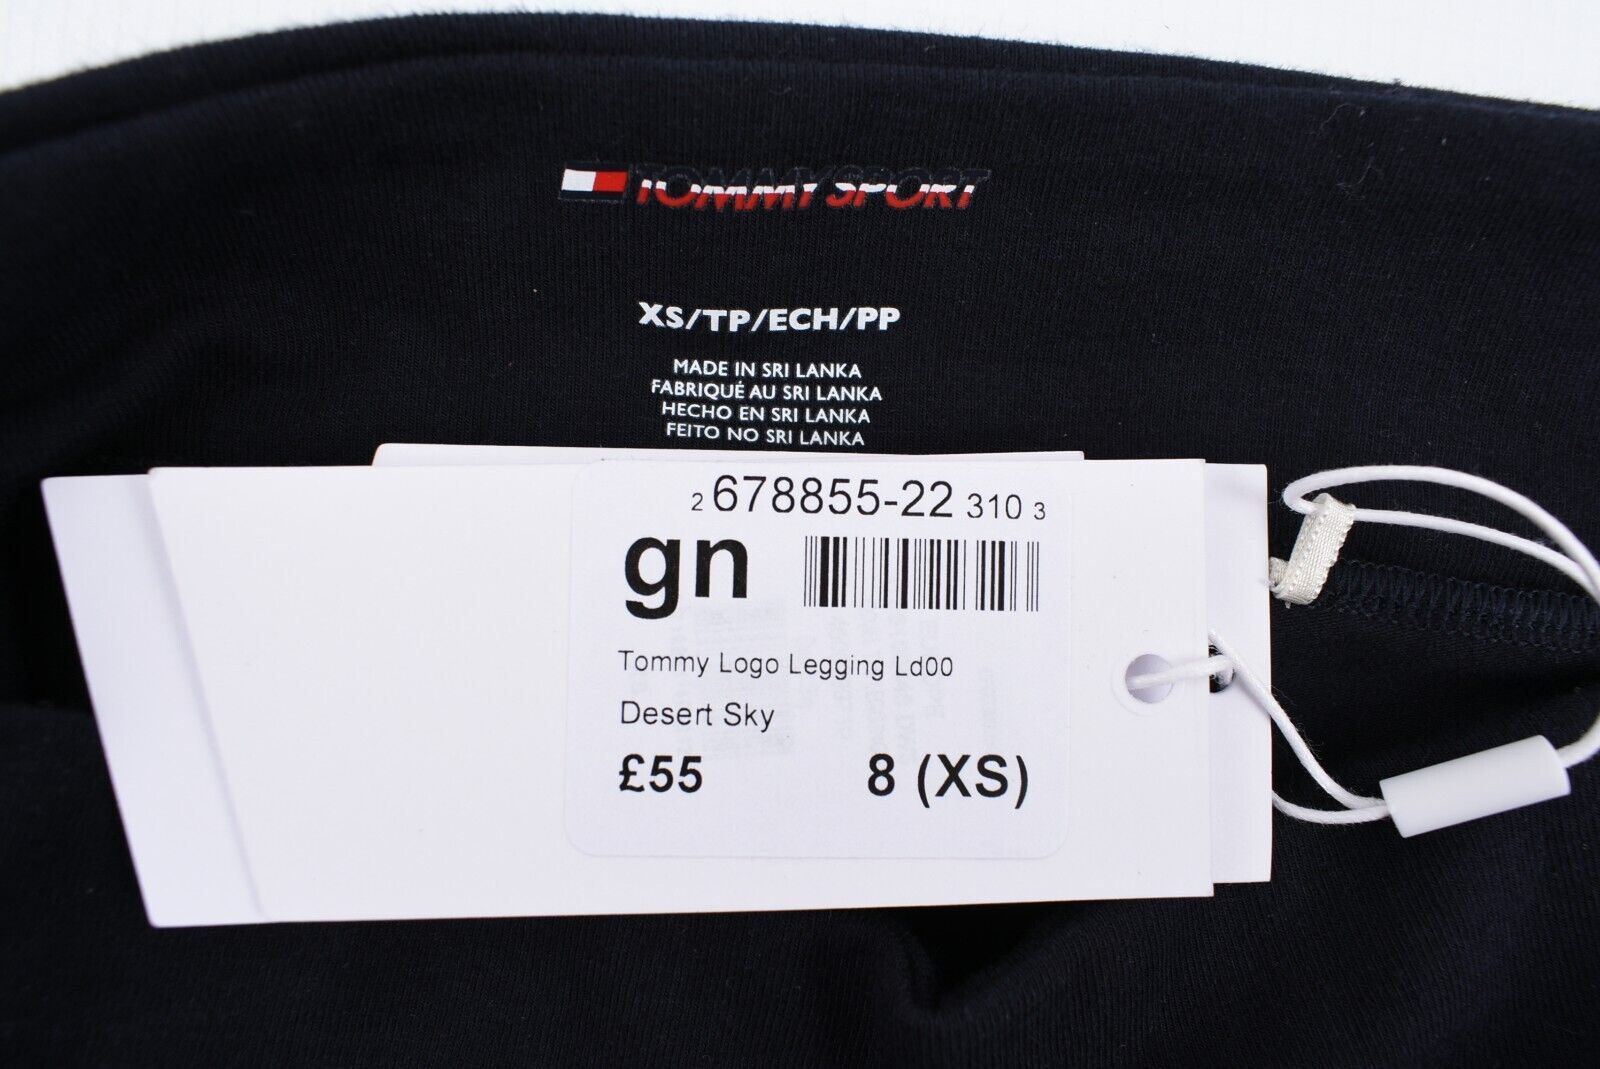 TOMMY SPORT
XS/TP/ECH/PP
MADE IN SRI LANKA
FABRIQUÉ AU SRI LANKA
HECHO EN SRI LANKA
FEITO NO SRI LANKA
2 678855-22 310 3
gn
Tommy Logo Legging Ld00
Desert Sky
£55 8 (XS)